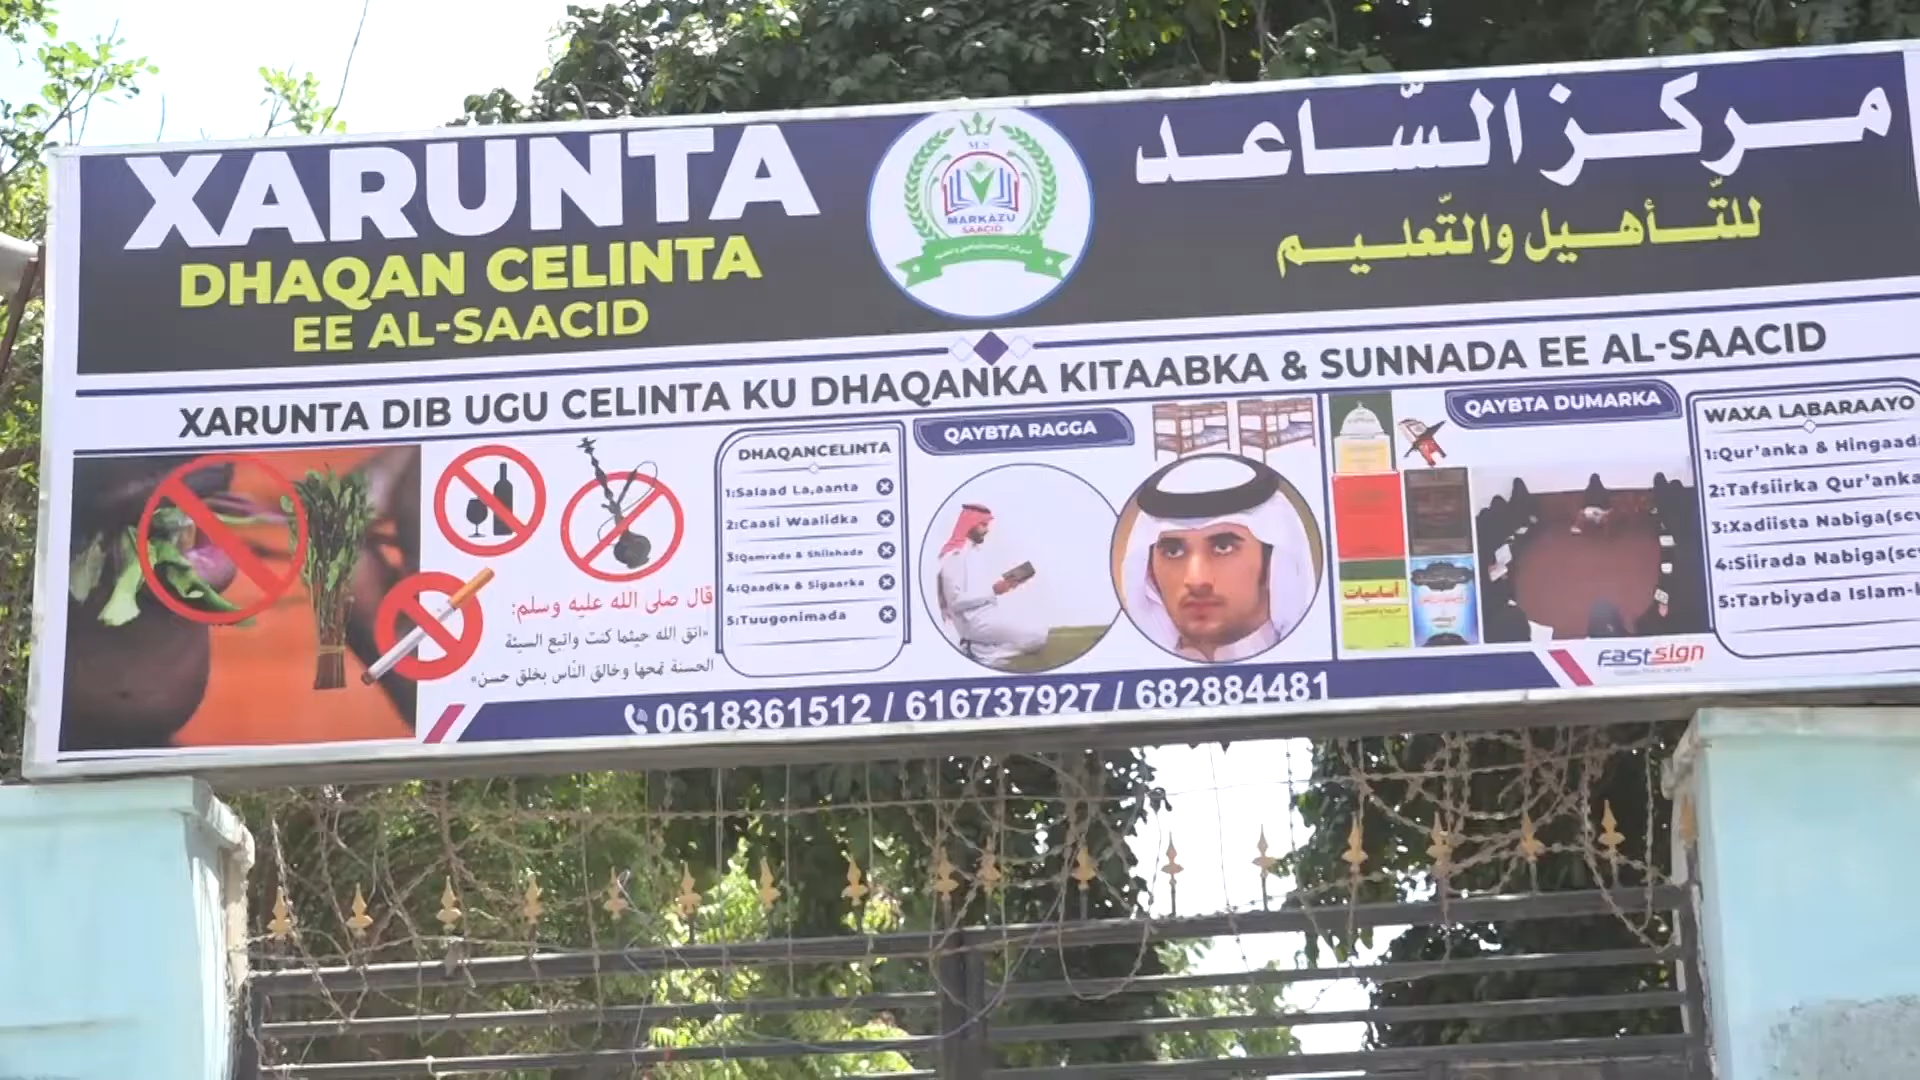 XARUNTA
DHAQAN CELINTA
EE AL-SAACID
M.S
MARKAZU
SAACID
مركز السّاعد
للتّأهيل والتّعليم
XARUNTA DIB UGU CELINTA KU DHAQANKA KITAABKA & SUNNADA EE AL-SAACID
قال صلى الله عليه وسلم:
«اتق الله حيثما كنت واتبع السيئة
الحسنة تمحها وخالق النّاس بخلق حسن»
DHAQANCELINTA
1:Salaad La,aanta
2:Caasi Waalidka
3:Qamrada & Shiishada
4:Qaadka & Sigaarka
5:Tuugonimada
QAYBTA RAGGA
QAYBTA DUMARKA
أساسيات
WAXA LABARAAYO
1:Qur'anka & Hingaad
2:Tafsiirka Qur'anka
3:Xadiista Nabiga(scw
4:Siirada Nabiga(scw
5:Tarbiyada Islam-
fastsign
0618361512 / 616737927 / 682884481